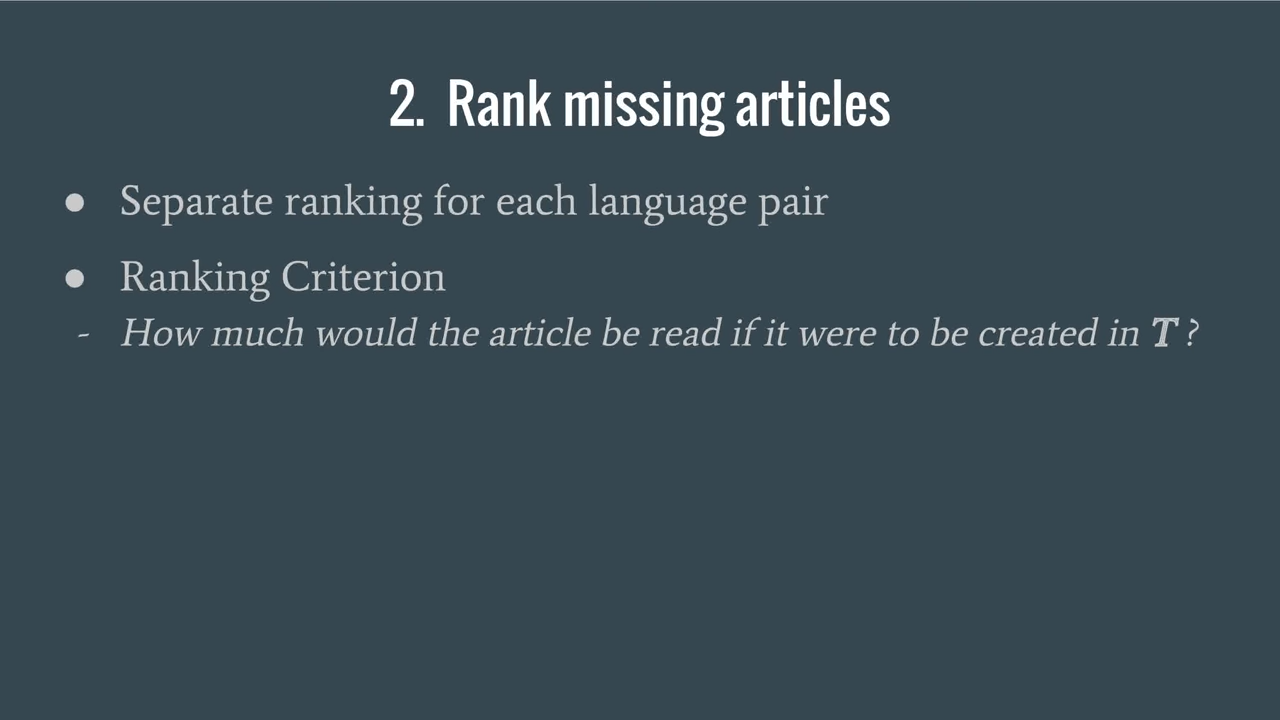 2. Rank missing articles
● Separate ranking for each language pair
● Ranking Criterion
- How much would the article be read if it were to be created in T ?